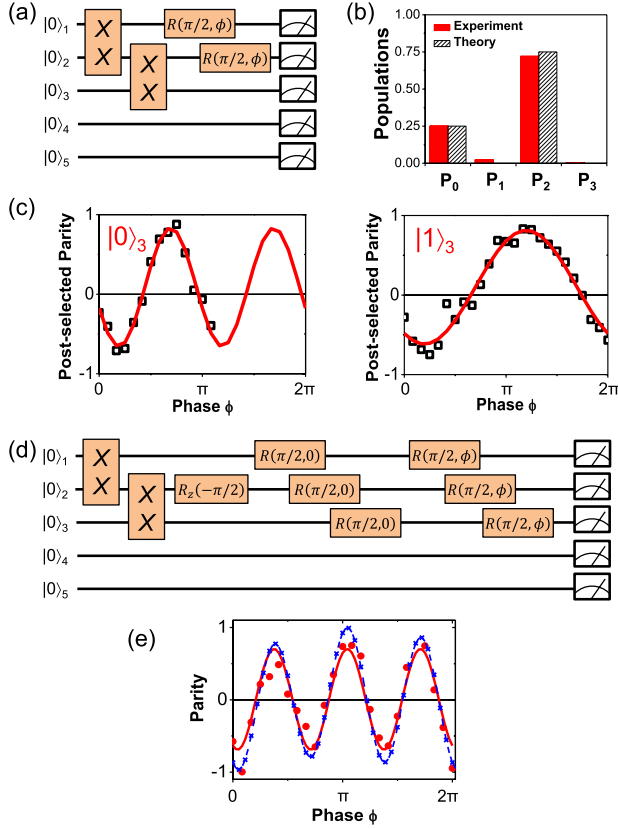 (a)
|0⟩₁ X R(π/2,ϕ)
|0⟩₂ X X R(π/2,ϕ)
|0⟩₃ X
|0⟩₄
|0⟩₅
(b)
Populations
0.75
0.50
0.25
0.00
Experiment
Theory
P₀ P₁ P₂ P₃
(c)
Post-selected Parity
1
0
-1
|0⟩₃
0 π 2π
Phase ϕ
Post-selected Parity
1
0
-1
|1⟩₃
0 π 2π
Phase ϕ
(d)
|0⟩₁ X R(π/2,0) R(π/2,ϕ)
|0⟩₂ X X R_z(−π/2) R(π/2,0) R(π/2,ϕ)
|0⟩₃ X R(π/2,0) R(π/2,ϕ)
|0⟩₄
|0⟩₅
(e)
Parity
1
0
-1
0 π 2π
Phase ϕ